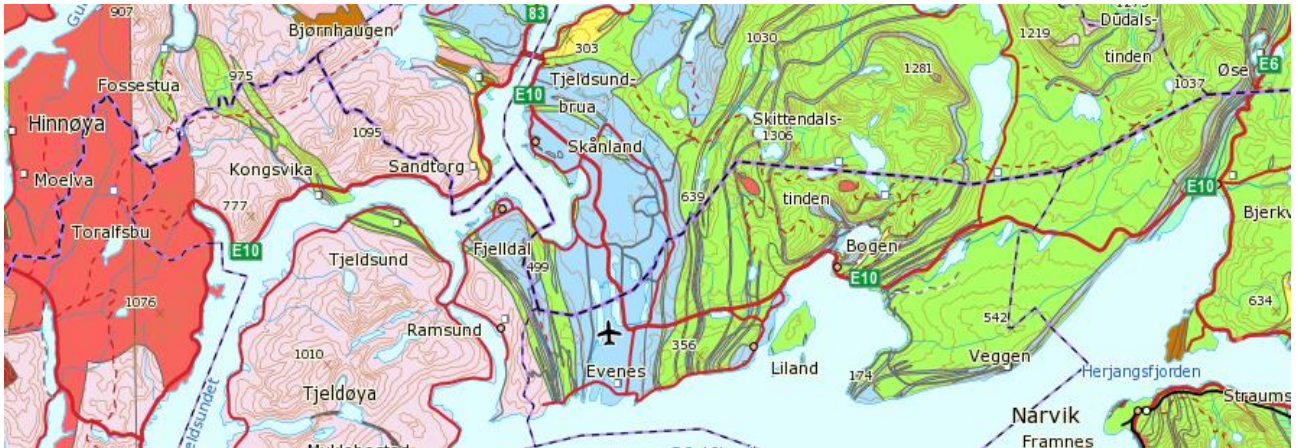 907
83
Bjørnhaugen
303
1030
1219
Dudals-
tinden
E6
Øse
975
Fossestua
Tjeldsund-
brua
E10
1281
1037
Hinnøya
1095
Skittendals-
1306
tinden
Skånland
Sandtorg
Kongsvika
Moelva
777
639
E10
Bjerkv
Toralfsbu
E10
Fjelldal
499
Bogen
E10
Tjeldsund
1076
634
Ramsund
542
356
1010
Evenes
Liland
Veggen
174
Herjangsfjorden
Tjeldøya
eldsundet
Narvik
Straums
Framnes